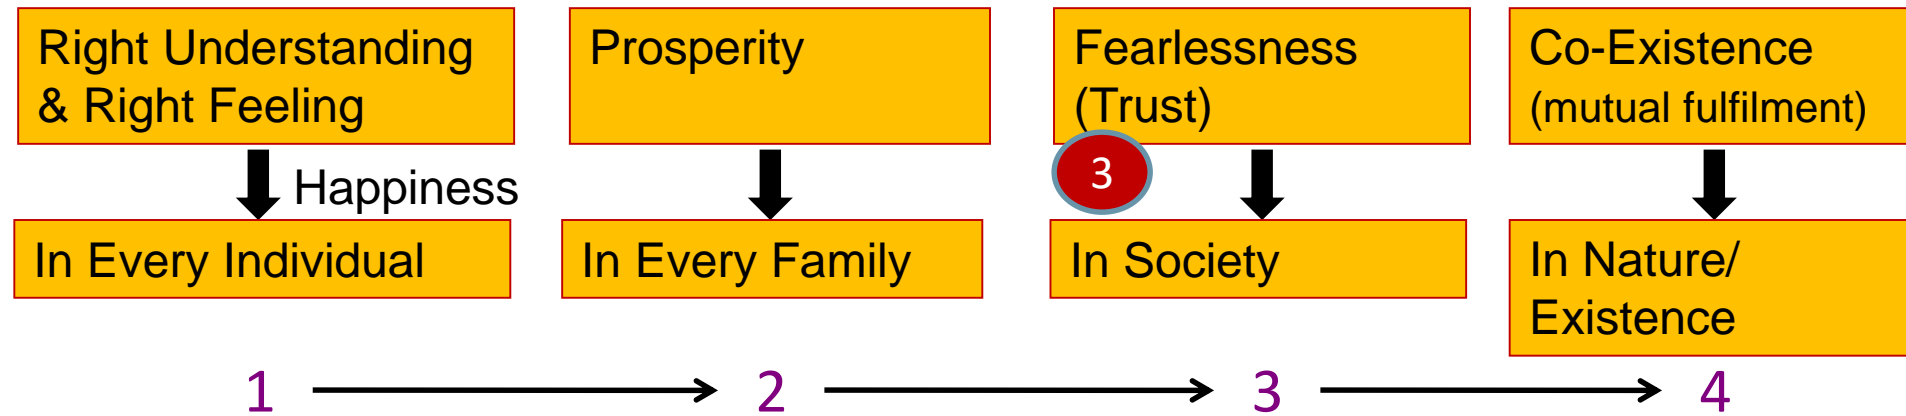 Right Understanding
& Right Feeling
Prosperity
Fearlessness
(Trust)
Co-Existence
(mutual fulfilment)
Happiness
3
In Every Individual
In Every Family
In Society
In Nature/
Existence
1
2
3
4